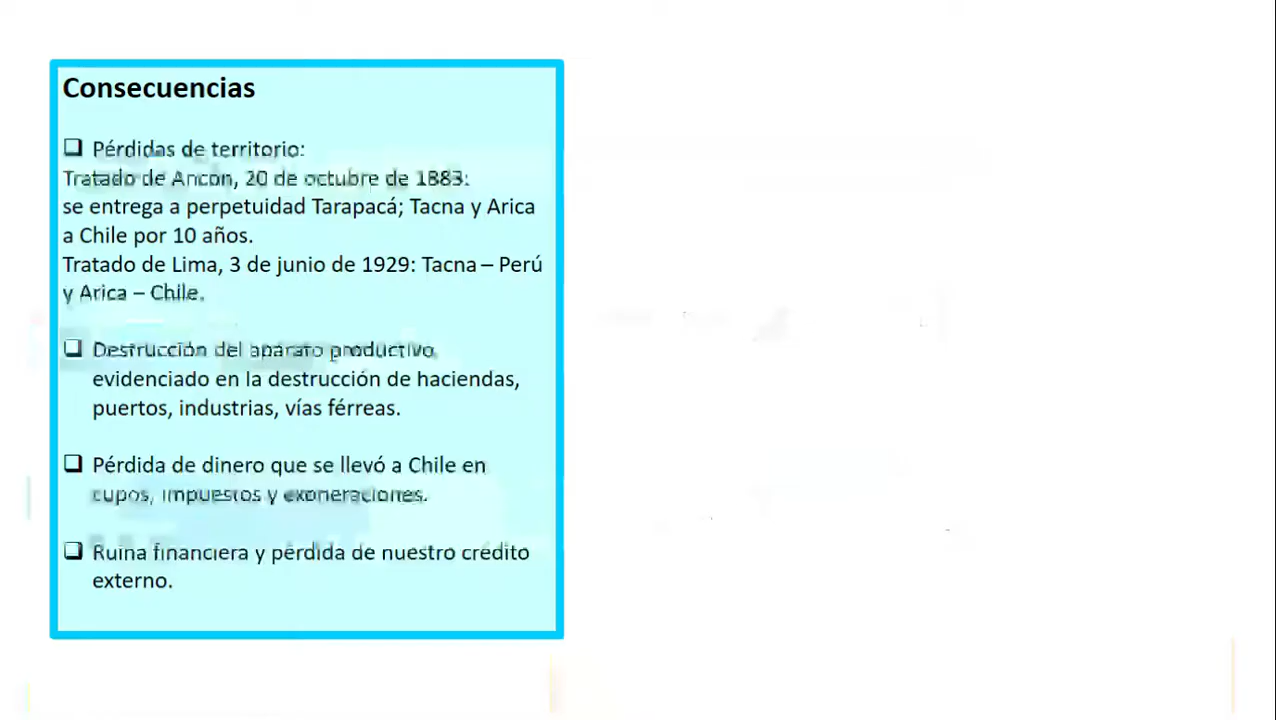 Consecuencias
❑ Pérdidas de territorio:
Tratado de Ancón, 20 de octubre de 1883:
se entrega a perpetuidad Tarapacá; Tacna y Arica
a Chile por 10 años.
Tratado de Lima, 3 de junio de 1929: Tacna – Perú
y Arica – Chile.
❑ Destrucción del aparato productivo,
evidenciado en la destrucción de haciendas,
puertos, industrias, vías férreas.
❑ Pérdida de dinero que se llevó a Chile en
cupos, impuestos y exoneraciones.
❑ Ruina financiera y pérdida de nuestro crédito
externo.